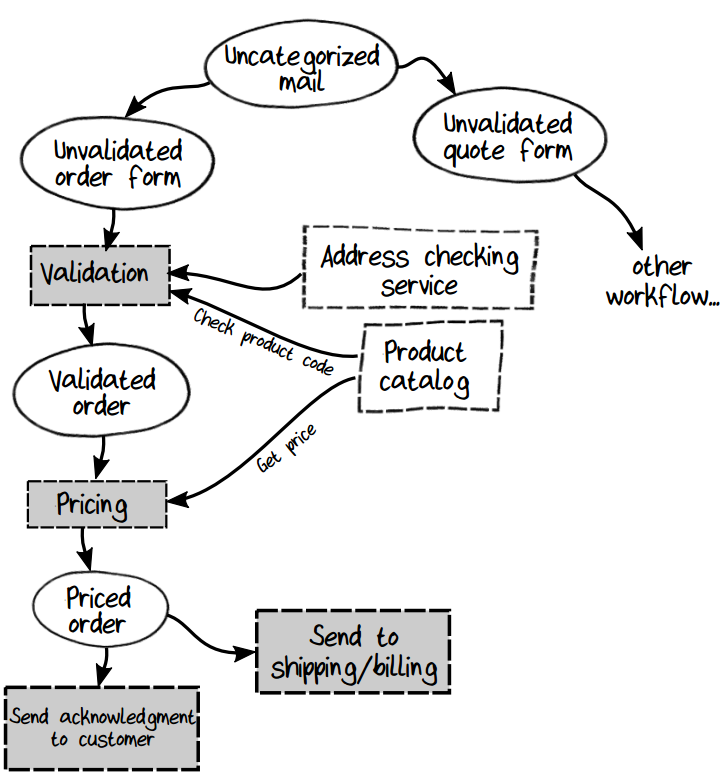 Uncategorized
mail
Unvalidated
order form
Unvalidated
quote form
Validation
Address checking
service
other
workflow...
Check product code
Product
catalog
Validated
order
Get price
Pricing
Priced
order
Send to
shipping/billing
Send acknowledgment
to customer